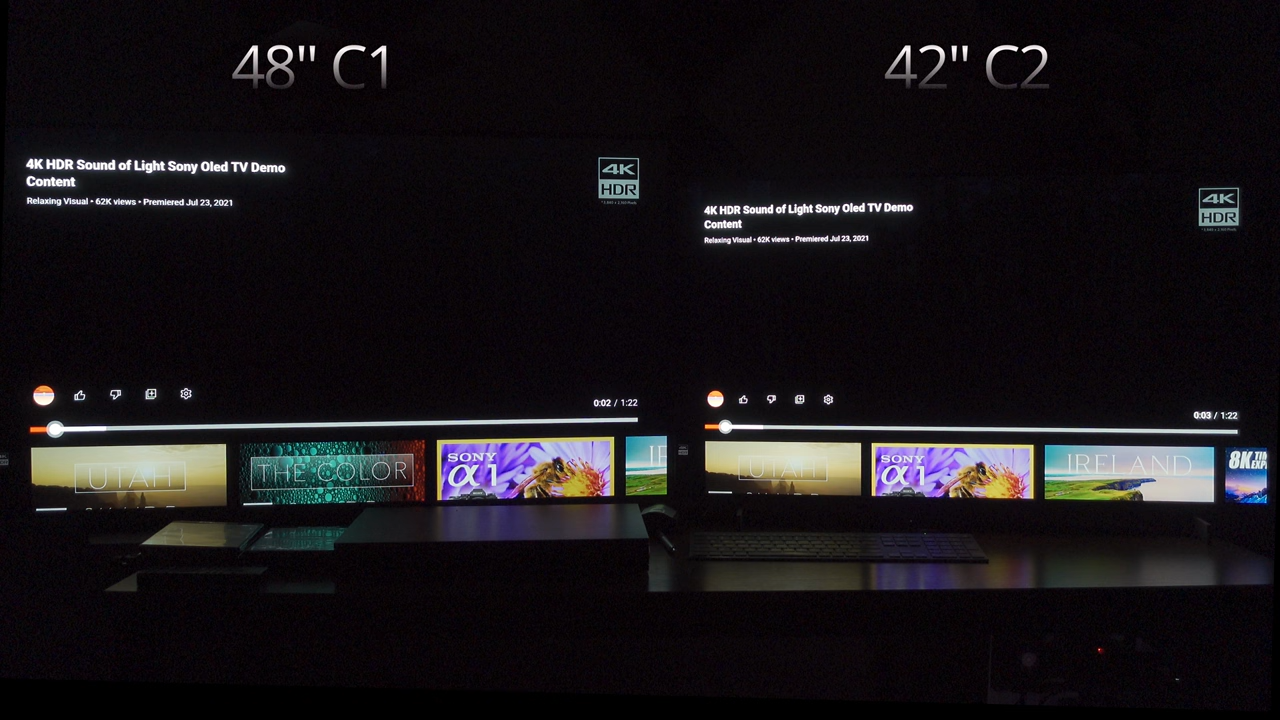 48" C1
42" C2
4K HDR Sound of Light Sony Oled TV Demo
Content
Relaxing Visual • 62K views • Premiered Jul 23, 2021
4K
HDR
4K HDR Sound of Light Sony Oled TV Demo
Content
Relaxing Visual • 62K views • Premiered Jul 23, 2021
4K
HDR
0:02 / 1:22
0:03 / 1:22
UTAH
THE COLOR
SONY
α1
UTAH
SONY
α1
IRELAND
8K